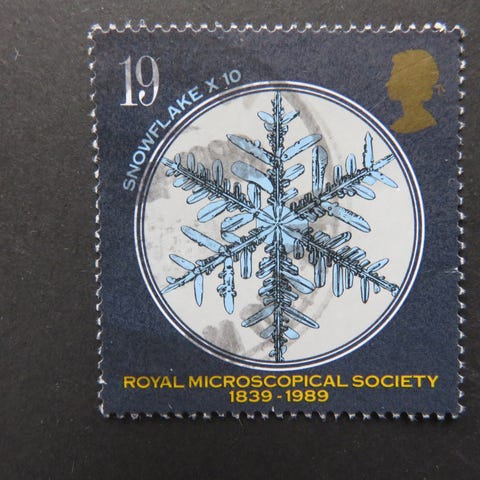 19
SNOWFLAKE X 10
ROYAL MICROSCOPICAL SOCIETY
1839 - 1989